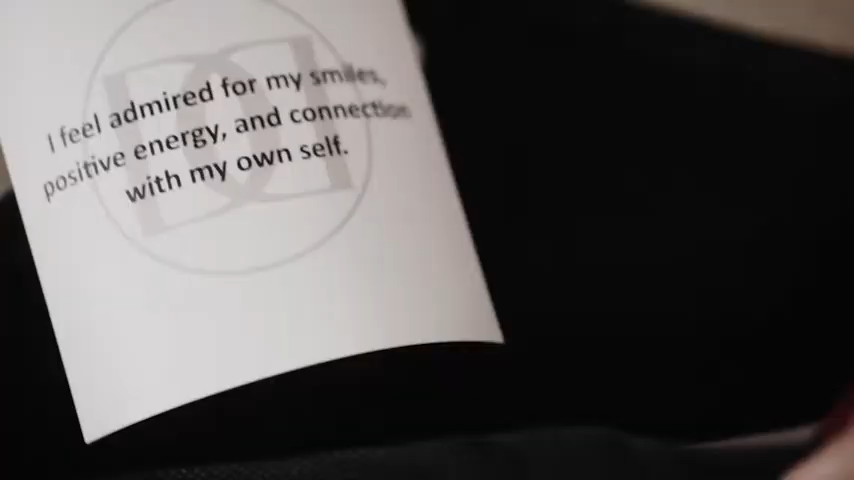 I feel admired for my smiles,
positive energy, and connection
with my own self.